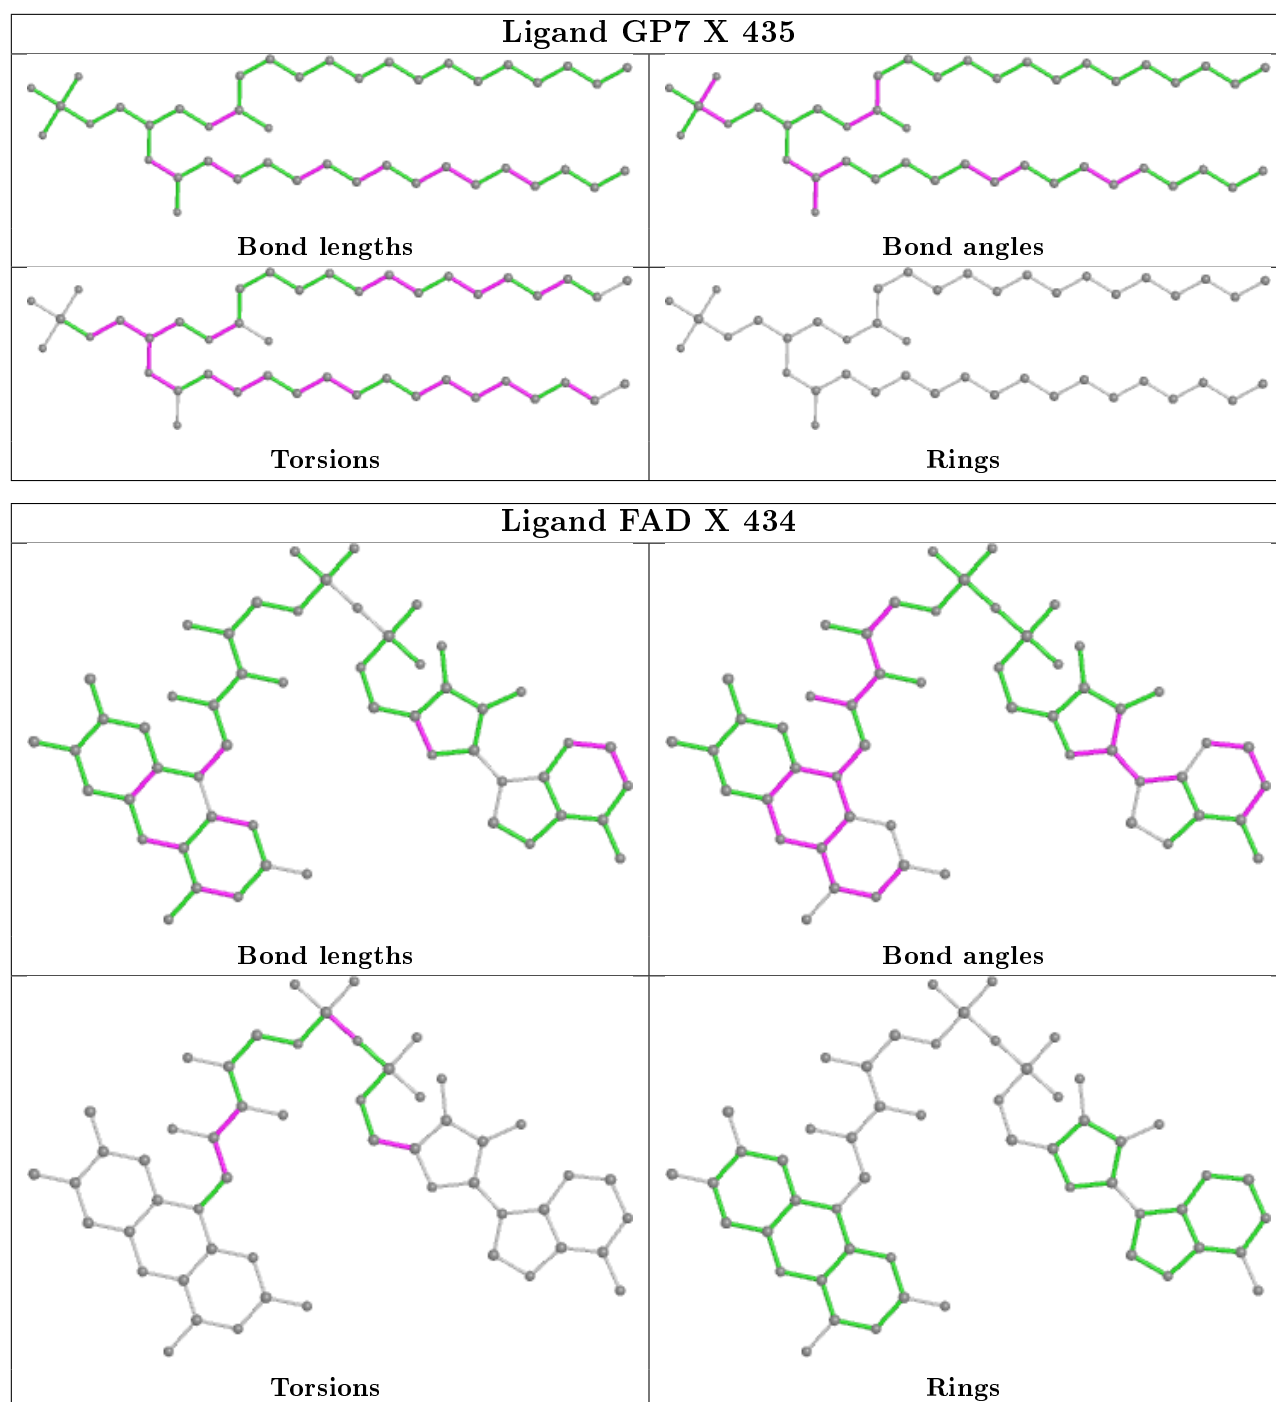 Ligand GP7 X 435
Bond lengths
Bond angles
Torsions
Rings
Ligand FAD X 434
Bond lengths
Bond angles
Torsions
Rings